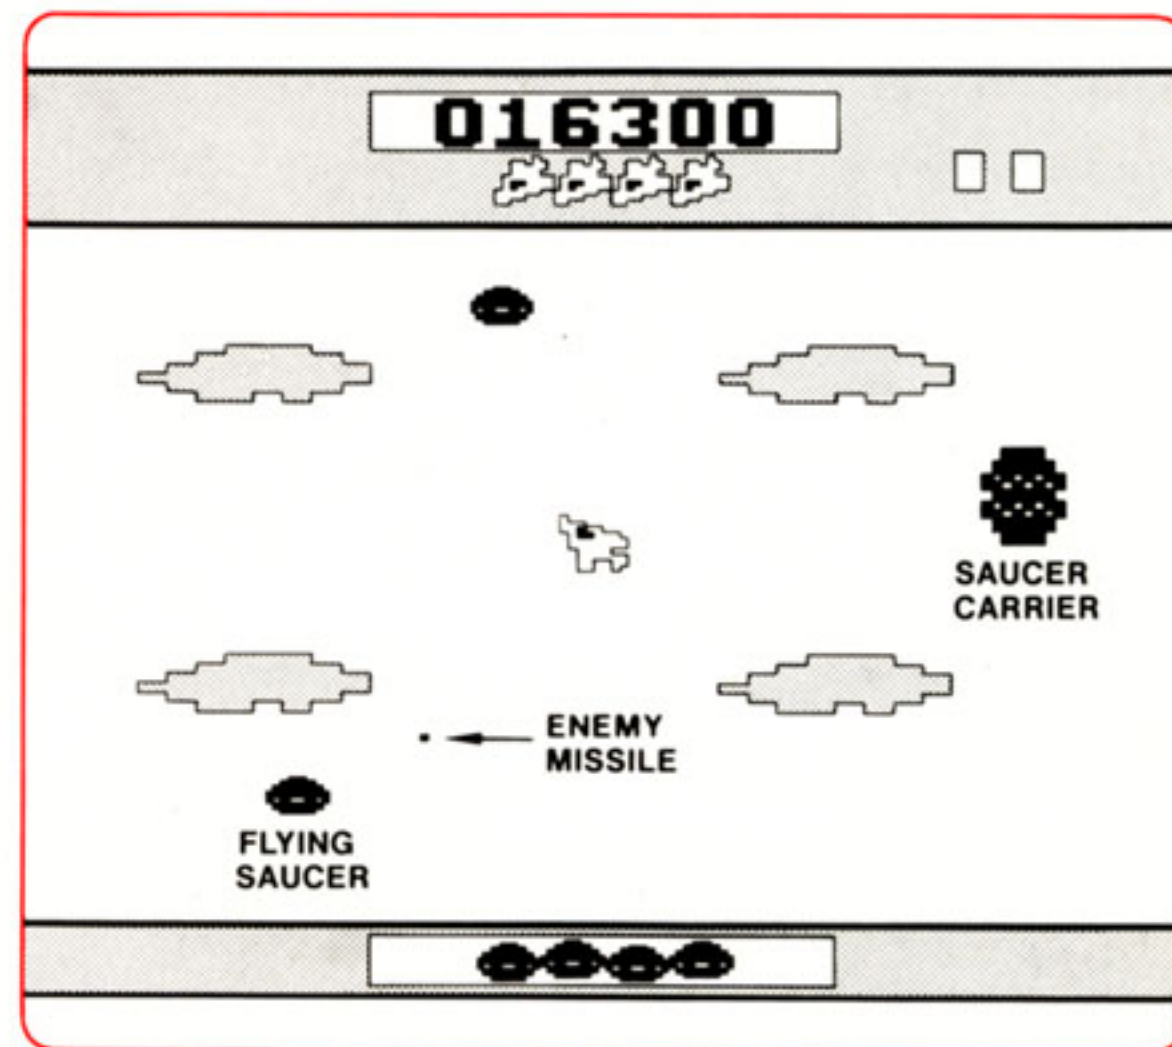 016300
SAUCER
CARRIER
ENEMY
MISSILE
FLYING
SAUCER